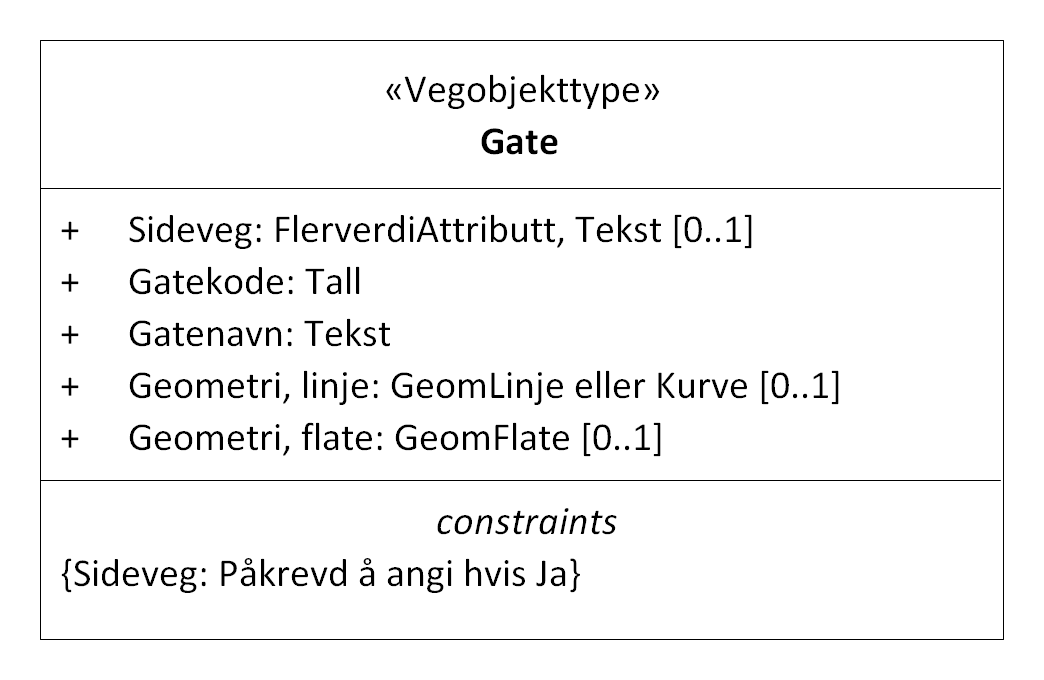 «Vegobjekttype»
Gate
+ Sideveg: FlerverdiAttributt, Tekst [0..1]
+ Gatekode: Tall
+ Gatenavn: Tekst
+ Geometri, linje: GeomLinje eller Kurve [0..1]
+ Geometri, flate: GeomFlate [0..1]
constraints
{Sideveg: Påkrevd å angi hvis Ja}